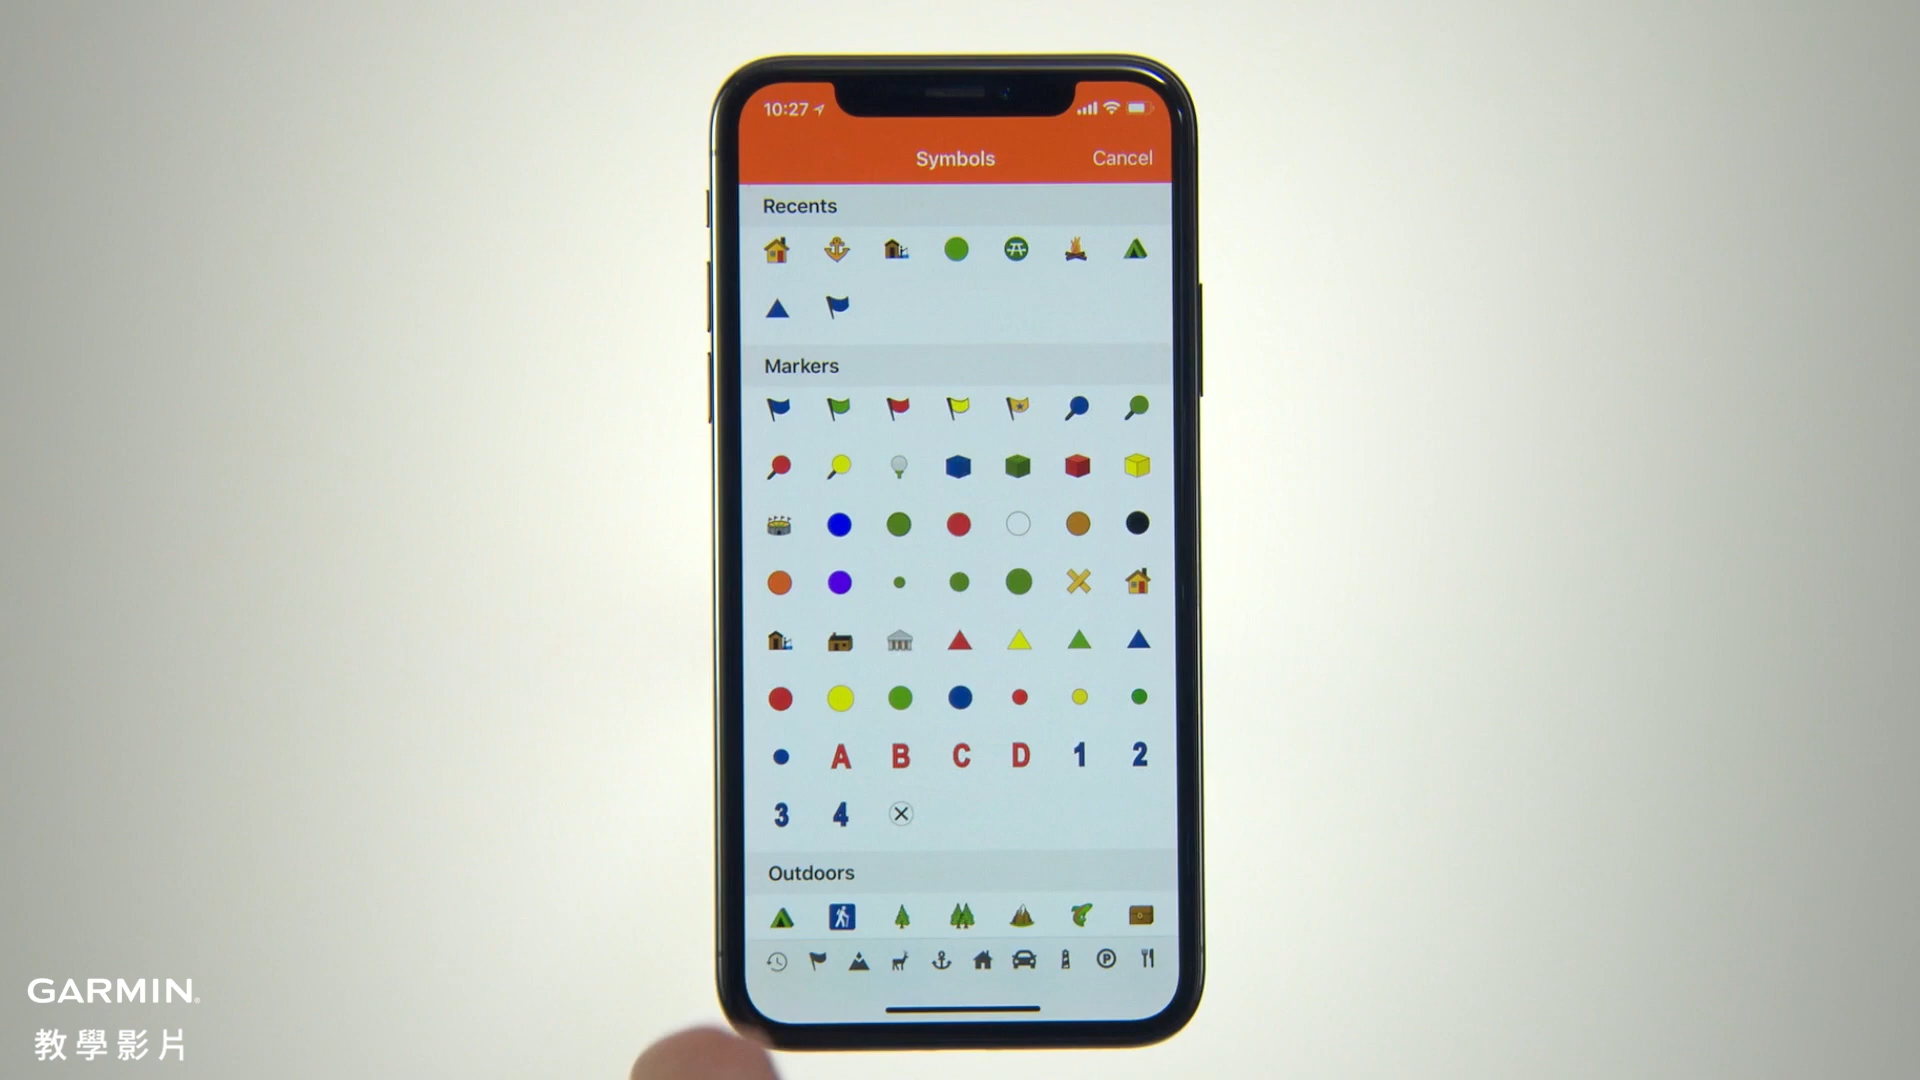 10:27
Symbols Cancel
Recents
Markers
A B C D 1 2
3 4
Outdoors
P
GARMIN
教學影片